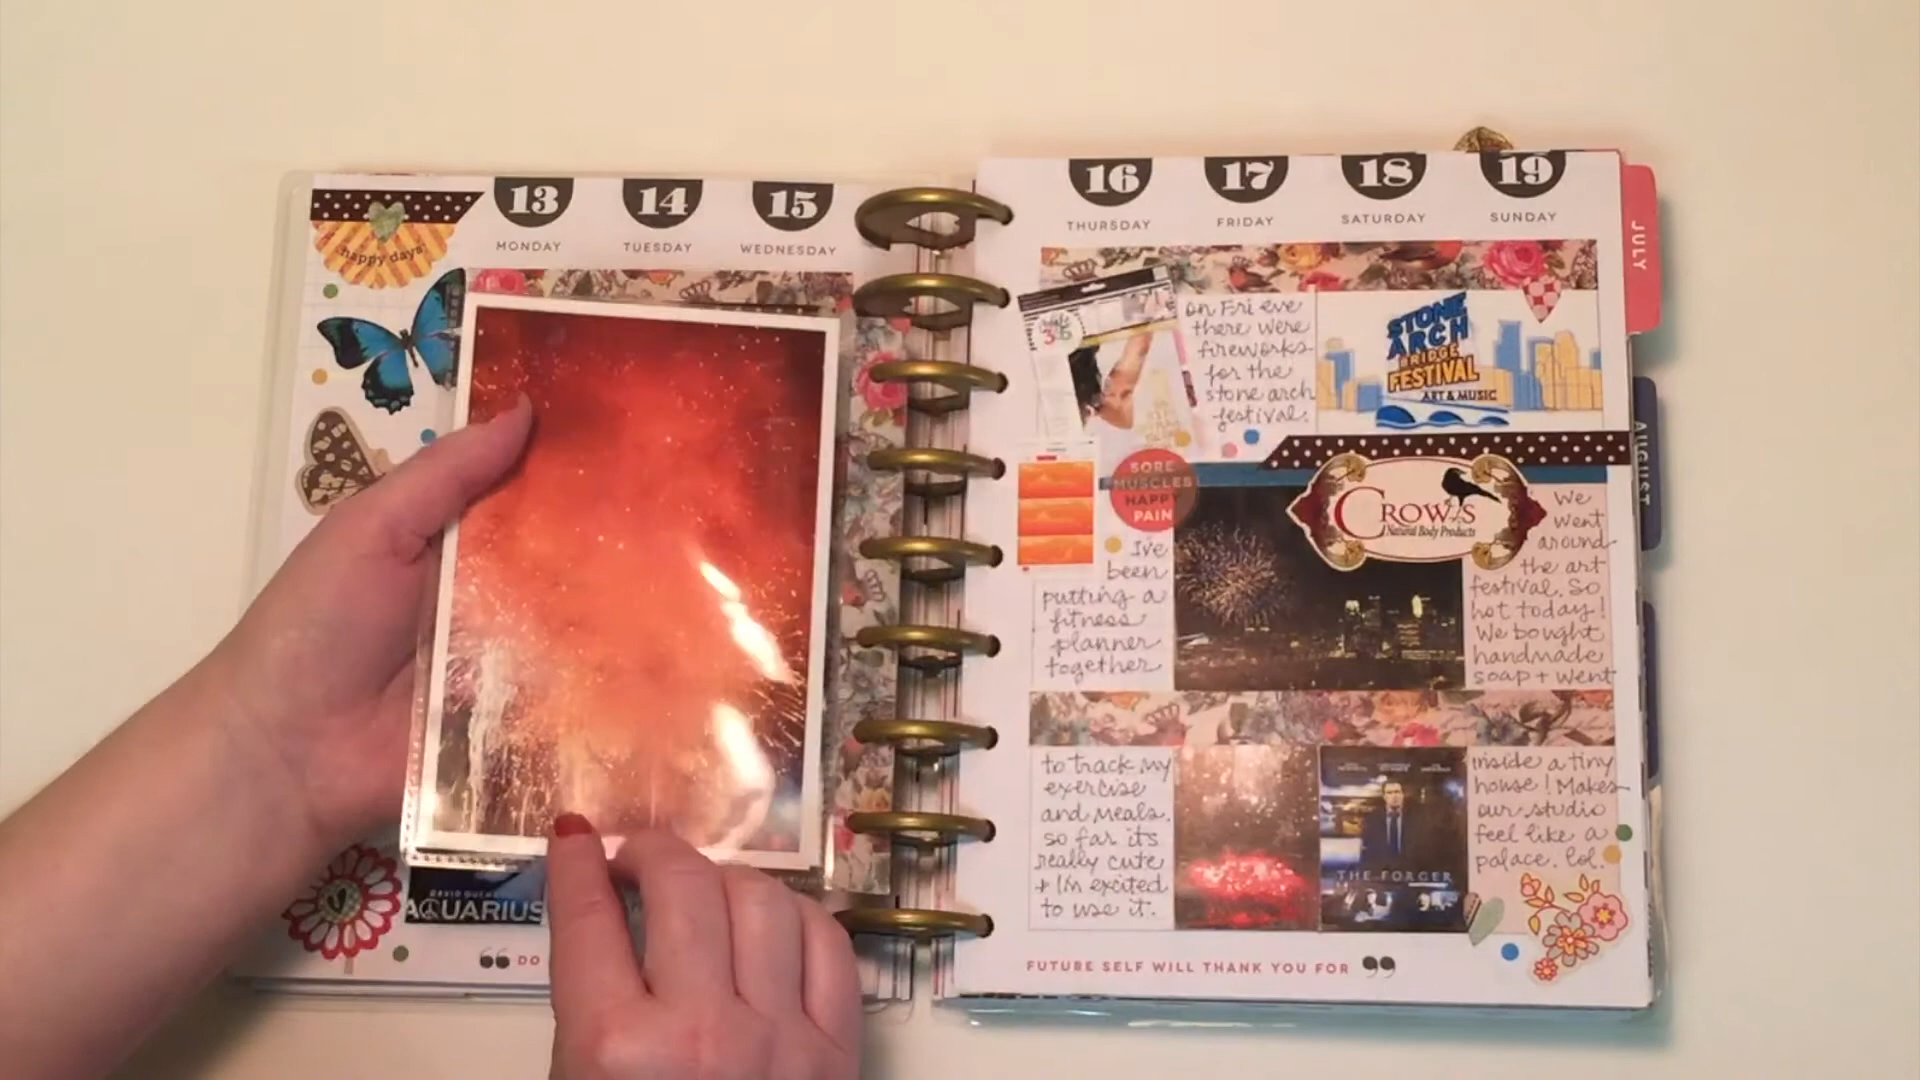 13
14
15
MONDAY
TUESDAY
WEDNESDAY
happy days
AQUARIUS
DO
16
17
18
19
THURSDAY
FRIDAY
SATURDAY
SUNDAY
on Fri eve
there were
fireworks
for the
stone arch
festival.
STONE
ARCH
BRIDGE
FESTIVAL
ART & MUSIC
SORE
MUSCLES
HAPPY
PAIN
I've
been
putting a
fitness
planner
together
to track my
exercise
and meals.
so far its
really cute
+ I'm excited
to use it.
CROW'S
Natural Body Products
We
went
around
the art
festival. So
hot today!
We bought
handmade
soap + went
inside a tiny
house! Makes
our studio
feel like a
palace. lol.
THE FORGER
FUTURE SELF WILL THANK YOU FOR
JULY
AUGUST